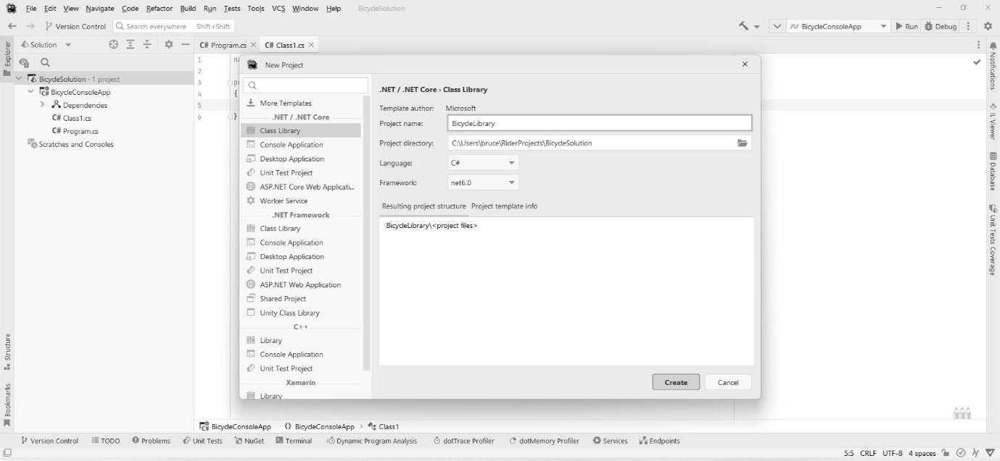 RD File Edit View Navigate Code Refactor Build Run Tests Tools VCS Window Help BicycleSolution
Version Control Search everywhere Shift+Shift BicycleConsoleApp Run Debug
Explorer
Solution
C# Program.cs C# Class1.cs
BicycleSolution · 1 project
BicycleConsoleApp
Dependencies
C# Class1.cs
C# Program.cs
Scratches and Consoles
1
2
3
4 {
5
6 }
New Project
More Templates
.NET / .NET Core
Class Library
Console Application
Desktop Application
Unit Test Project
ASP.NET Core Web Applicati...
Worker Service
.NET Framework
Class Library
Console Application
Desktop Application
Unit Test Project
ASP.NET Web Application
Shared Project
Unity Class Library
C++
Library
Console Application
Unit Test Project
Xamarin
Library
.NET / .NET Core › Class Library
Template author: Microsoft
Project name: BicycleLibrary
Project directory: C:\Users\bruce\RiderProjects\BicycleSolution
Language: C#
Framework: net6.0
Resulting project structure Project template info
\BicycleLibrary\<project files>
Create Cancel
Notifications
IL Viewer
Database
Unit Tests Coverage
Structure
Bookmarks
BicycleConsoleApp BicycleConsoleApp › Class1
Version Control TODO Problems Unit Tests NuGet Terminal Dynamic Program Analysis dotTrace Profiler dotMemory Profiler Services Endpoints
5:5 CRLF UTF-8 4 spaces